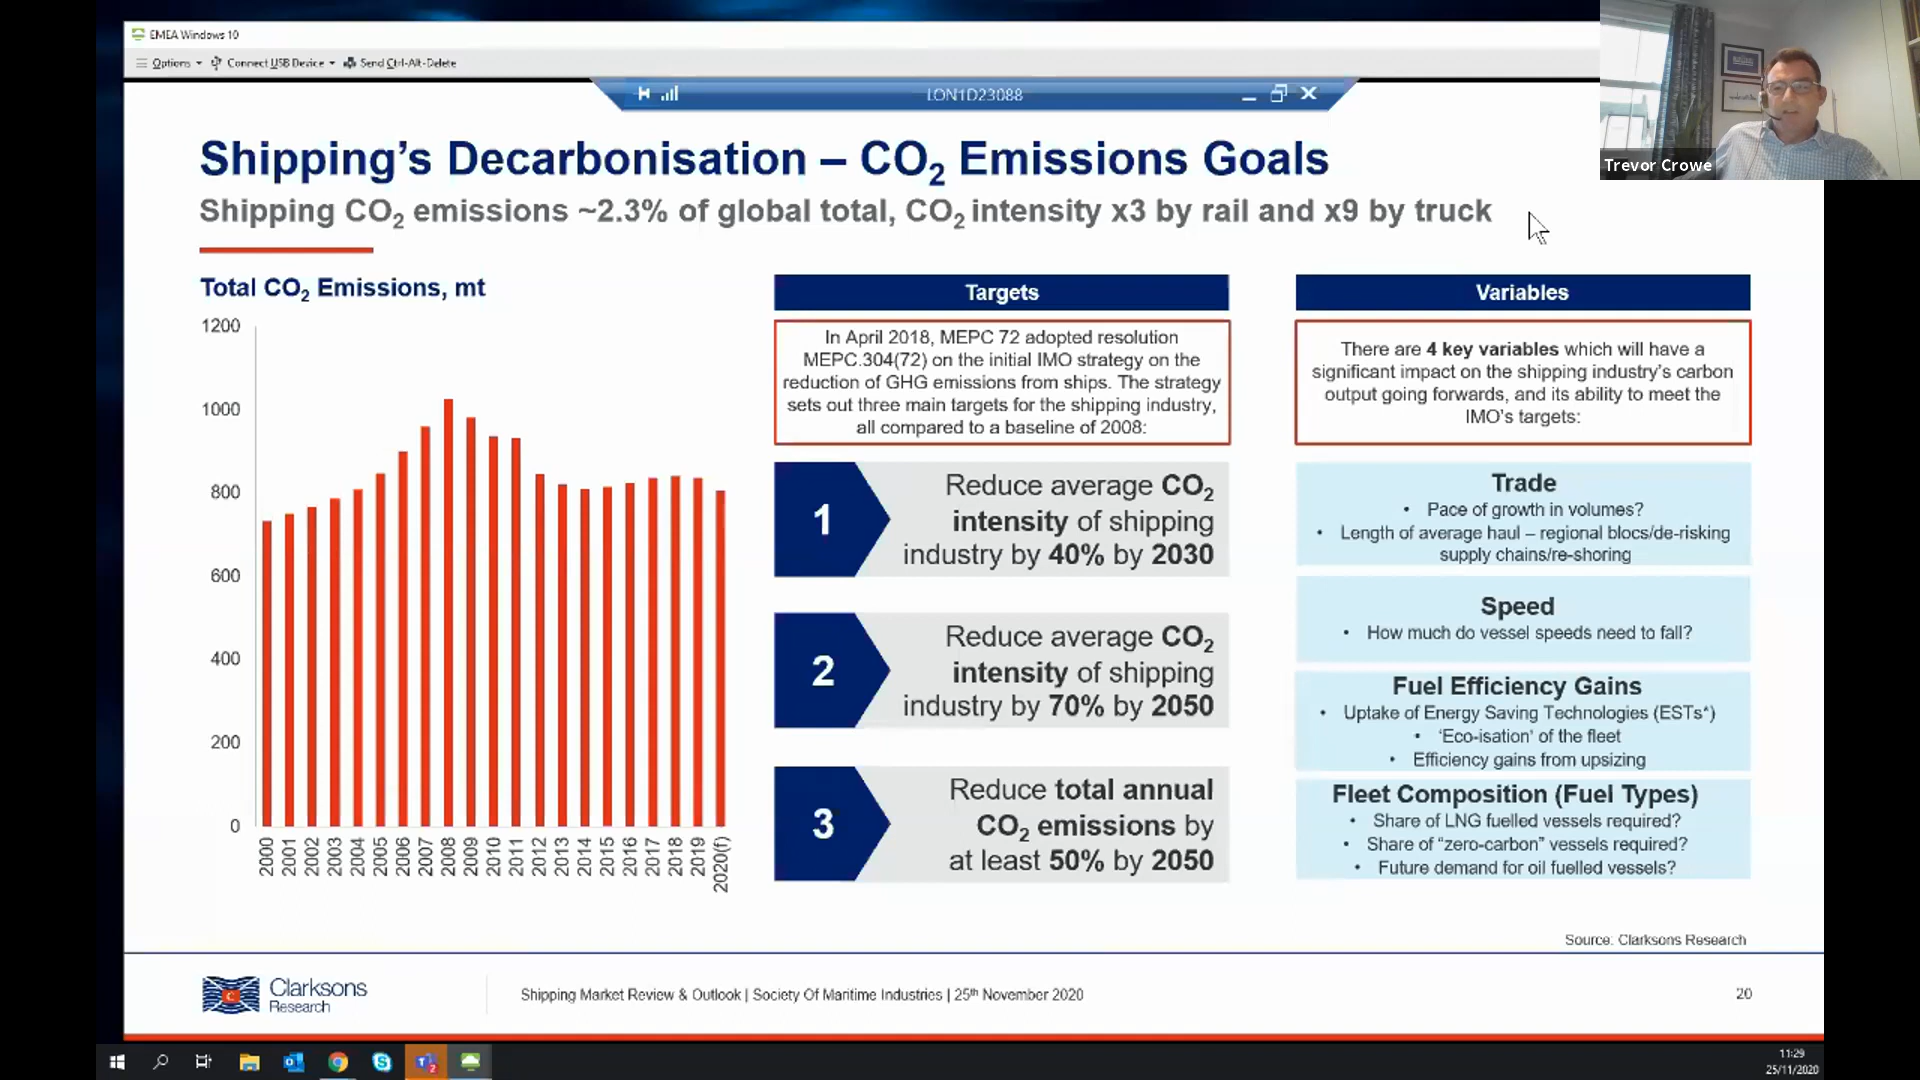 EMEA Windows 10
Options Connect USB Device Send Ctrl-Alt-Delete
LON1D23088
Trevor Crowe
Shipping's Decarbonisation – CO2 Emissions Goals
Shipping CO2 emissions ~2.3% of global total, CO2 intensity x3 by rail and x9 by truck
Total CO2 Emissions, mt
1200
1000
800
600
400
200
0
2000
2001
2002
2003
2004
2005
2006
2007
2008
2009
2010
2011
2012
2013
2014
2015
2016
2017
2018
2019
2020(f)
Targets
In April 2018, MEPC 72 adopted resolution
MEPC.304(72) on the initial IMO strategy on the
reduction of GHG emissions from ships. The strategy
sets out three main targets for the shipping industry,
all compared to a baseline of 2008:
1
Reduce average CO2
intensity of shipping
industry by 40% by 2030
2
Reduce average CO2
intensity of shipping
industry by 70% by 2050
3
Reduce total annual
CO2 emissions by
at least 50% by 2050
Variables
There are 4 key variables which will have a
significant impact on the shipping industry's carbon
output going forwards, and its ability to meet the
IMO's targets:
Trade
• Pace of growth in volumes?
• Length of average haul – regional blocs/de-risking
supply chains/re-shoring
Speed
• How much do vessel speeds need to fall?
Fuel Efficiency Gains
• Uptake of Energy Saving Technologies (ESTs*)
• 'Eco-isation' of the fleet
• Efficiency gains from upsizing
Fleet Composition (Fuel Types)
• Share of LNG fuelled vessels required?
• Share of "zero-carbon" vessels required?
• Future demand for oil fuelled vessels?
Source: Clarksons Research
Clarksons
Research
Shipping Market Review & Outlook | Society Of Maritime Industries | 25th November 2020
20
11:29
25/11/2020